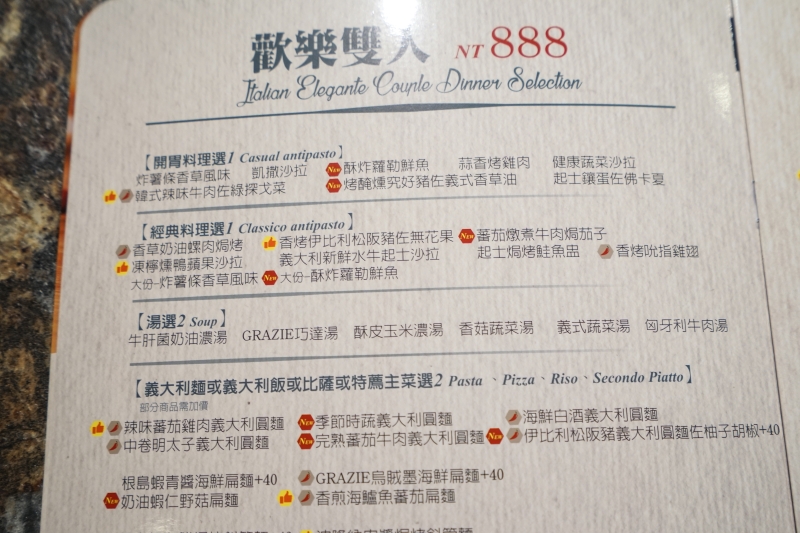 歡樂雙人 NT 888
Italian Elegante Couple Dinner Selection
【開胃料理選1 Casual antipasto】
炸薯條香草風味 凱撒沙拉 New 酥炸蘿勒鮮魚 蒜香烤雞肉 健康蔬菜沙拉
韓式辣味牛肉佐綠探戈菜 New 烤醃燻究好豬佐義式香草油 起士鑲蛋佐佛卡夏
【經典料理選1 Classico antipasto】
香草奶油螺肉焗烤 香烤伊比利松阪豬佐無花果 New 蕃茄燉煮牛肉焗茄子
凍檸燻鴨蘋果沙拉 義大利新鮮水牛起士沙拉 起士焗烤鮭魚盅 香烤吮指雞翅
大份-炸薯條香草風味 New 大份-酥炸蘿勒鮮魚
【湯選2 Soup】
牛肝菌奶油濃湯 GRAZIE巧達湯 酥皮玉米濃湯 香菇蔬菜湯 義式蔬菜湯 匈牙利牛肉湯
【義大利麵或義大利飯或比薩或特薦主菜選2 Pasta 、Pizza、Riso、Secondo Piatto】
部分商品需加價
辣味蕃茄雞肉義大利圓麵 New 季節時蔬義大利圓麵 海鮮白酒義大利圓麵
中卷明太子義大利圓麵 New 完熟蕃茄牛肉義大利圓麵 New 伊比利松阪豬義大利圓麵佐柚子胡椒+40
根島蝦青醬海鮮扁麵+40 GRAZIE烏賊墨海鮮扁麵+40
New 奶油蝦仁野菇扁麵 香煎海鱸魚蕃茄扁麵